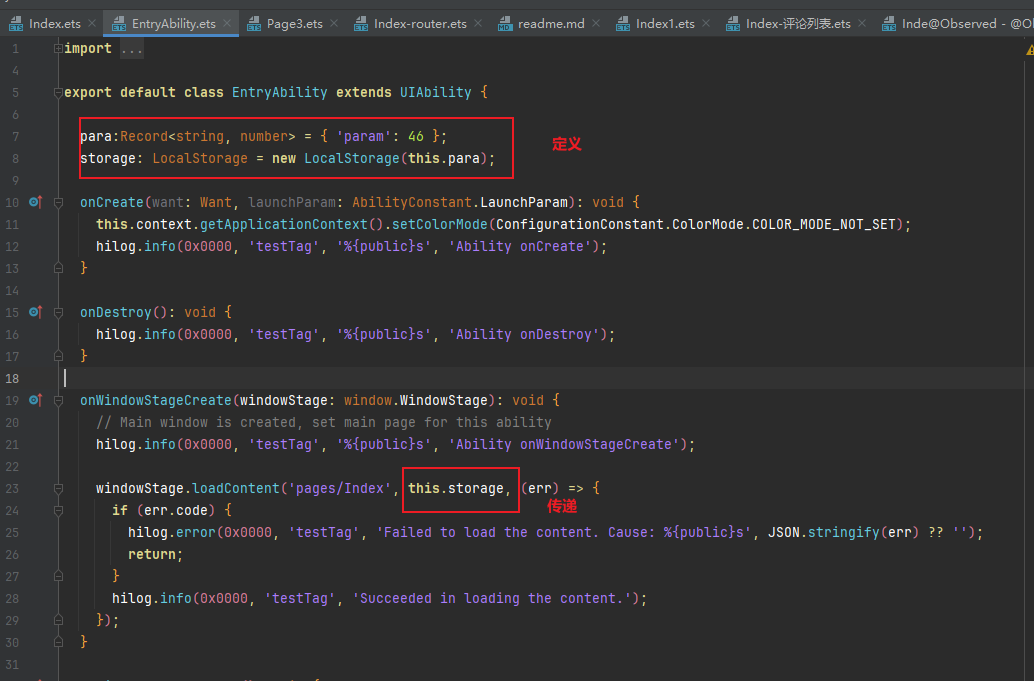 Index.ets EntryAbility.ets Page3.ets Index-router.ets readme.md Index1.ets Index-评论列表.ets Inde@Observed - @Ol
1 import ...
4
5 export default class EntryAbility extends UIAbility {
6
7 para:Record<string, number> = { 'param': 46 };
定义
8 storage: LocalStorage = new LocalStorage(this.para);
9
10 onCreate(want: Want, launchParam: AbilityConstant.LaunchParam): void {
11 this.context.getApplicationContext().setColorMode(ConfigurationConstant.ColorMode.COLOR_MODE_NOT_SET);
12 hilog.info(0x0000, 'testTag', '%{public}s', 'Ability onCreate');
13 }
14
15 onDestroy(): void {
16 hilog.info(0x0000, 'testTag', '%{public}s', 'Ability onDestroy');
17 }
18
19 onWindowStageCreate(windowStage: window.WindowStage): void {
20 // Main window is created, set main page for this ability
21 hilog.info(0x0000, 'testTag', '%{public}s', 'Ability onWindowStageCreate');
22
23 windowStage.loadContent('pages/Index', this.storage, (err) => {
传递
24 if (err.code) {
25 hilog.error(0x0000, 'testTag', 'Failed to load the content. Cause: %{public}s', JSON.stringify(err) ?? '');
26 return;
27 }
28 hilog.info(0x0000, 'testTag', 'Succeeded in loading the content.');
29 });
30 }
31